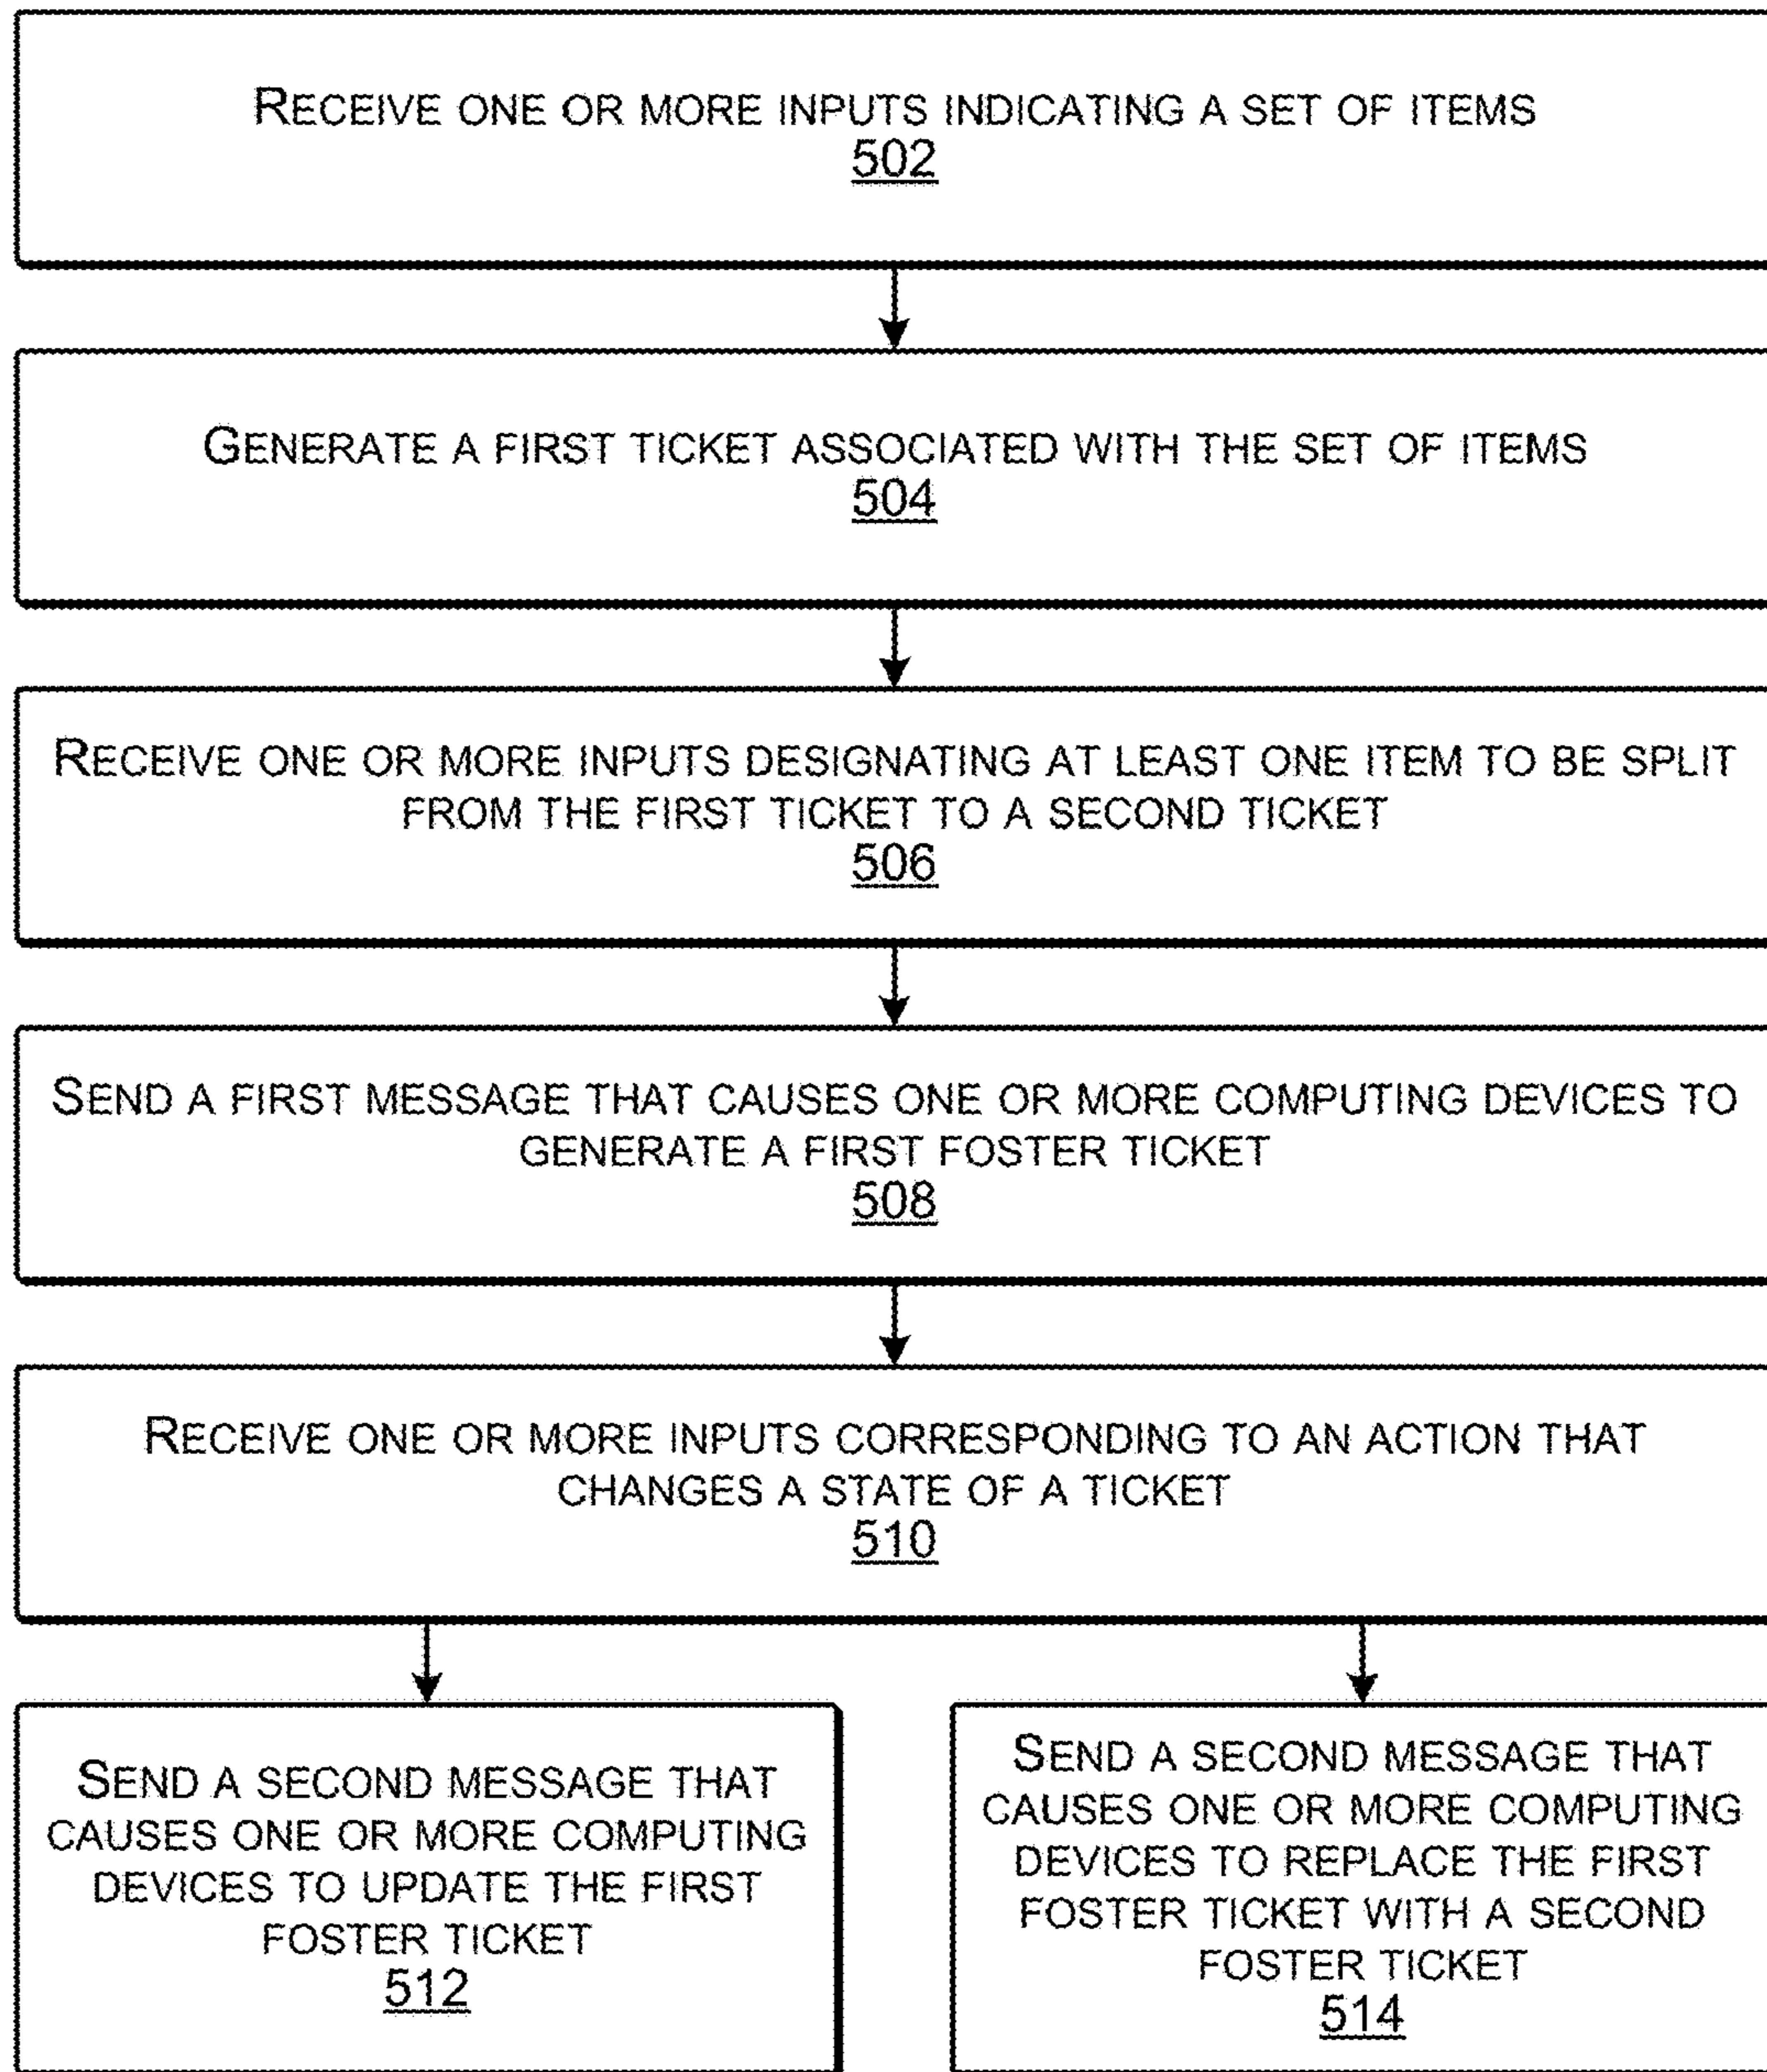 RECEIVE ONE OR MORE INPUTS INDICATING A SET OF ITEMS
502
GENERATE A FIRST TICKET ASSOCIATED WITH THE SET OF ITEMS
504
RECEIVE ONE OR MORE INPUTS DESIGNATING AT LEAST ONE ITEM TO BE SPLIT
FROM THE FIRST TICKET TO A SECOND TICKET
506
SEND A FIRST MESSAGE THAT CAUSES ONE OR MORE COMPUTING DEVICES TO
GENERATE A FIRST FOSTER TICKET
508
RECEIVE ONE OR MORE INPUTS CORRESPONDING TO AN ACTION THAT
CHANGES A STATE OF A TICKET
510
SEND A SECOND MESSAGE THAT
CAUSES ONE OR MORE COMPUTING
DEVICES TO UPDATE THE FIRST
FOSTER TICKET
512
SEND A SECOND MESSAGE THAT
CAUSES ONE OR MORE COMPUTING
DEVICES TO REPLACE THE FIRST
FOSTER TICKET WITH A SECOND
FOSTER TICKET
514